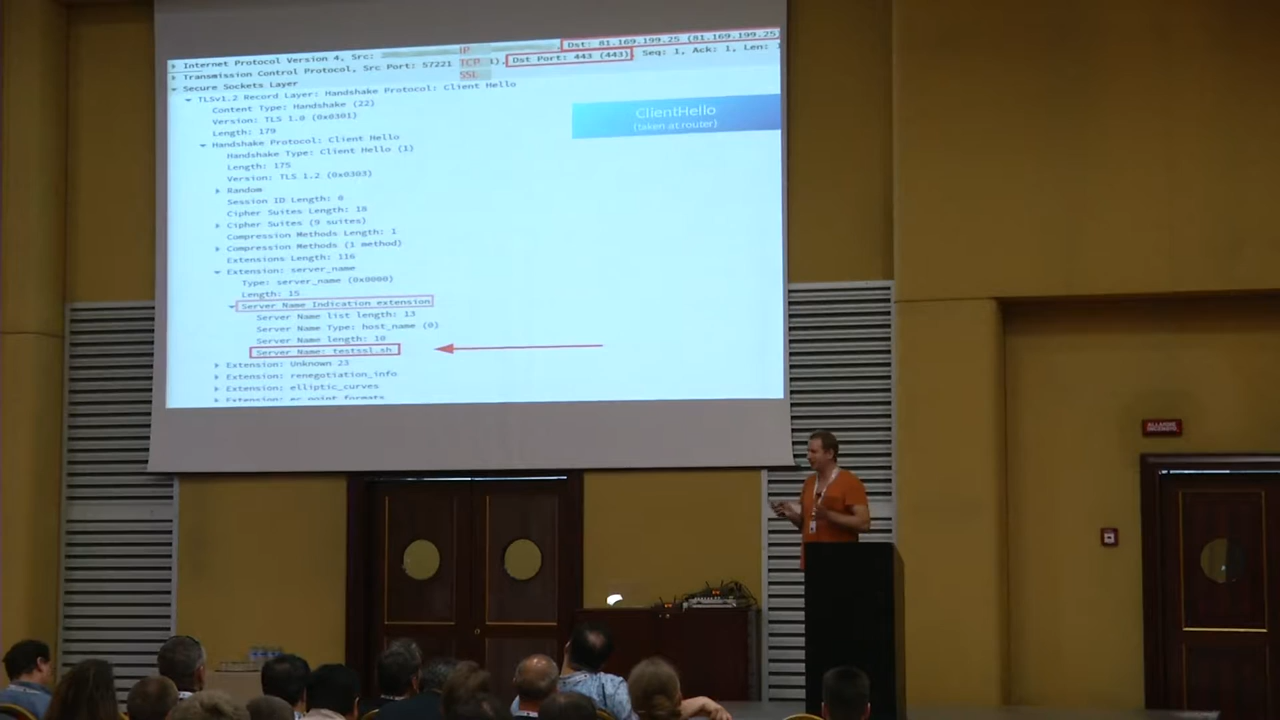 Internet Protocol Version 4, Src: IP Dst: 81.169.199.25 (81.169.199.25)
Transmission Control Protocol, Src Port: 57221 TCP ), Dst Port: 443 (443), Seq: 1, Ack: 1, Len:
Secure Sockets Layer SSL
TLSv1.2 Record Layer: Handshake Protocol: Client Hello
Content Type: Handshake (22)
Version: TLS 1.0 (0x0301)
Length: 179
ClientHello
(taken at router)
Handshake Protocol: Client Hello
Handshake Type: Client Hello (1)
Length: 175
Version: TLS 1.2 (0x0303)
Random
Session ID Length: 0
Cipher Suites Length: 18
Cipher Suites (9 suites)
Compression Methods Length: 1
Compression Methods (1 method)
Extensions Length: 116
Extension: server_name
Type: server_name (0x0000)
Length: 15
Server Name Indication extension
Server Name list length: 13
Server Name Type: host_name (0)
Server Name length: 10
Server Name: testssl.sh
Extension: Unknown 23
Extension: renegotiation_info
Extension: elliptic_curves
Extension: ec_point_formats
ALLARME
INCENDIO